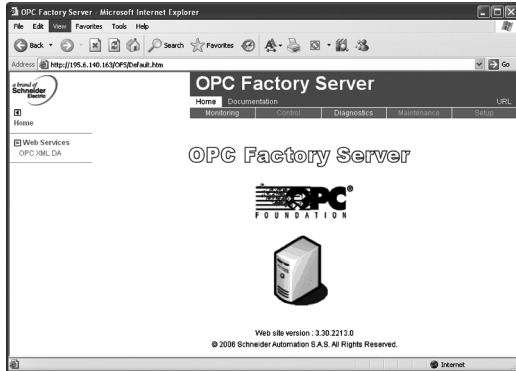 OPC Factory Server - Microsoft Internet Explorer
File Edit View Favorites Tools Help
Back Search Favorites
Address http://195.6.140.163/OPS/Default.htm Go
a brand of
Schneider
Electric
OPC Factory Server
Home Documentation URL
Monitoring Control Diagnostics Maintenance Setup
Home
Web Services
OPC XML DA
OPC Factory Server
OPC
FOUNDATION
Web site version : 3.30.2213.0
© 2006 Schneider Automation S.A.S. All Rights Reserved.
Internet